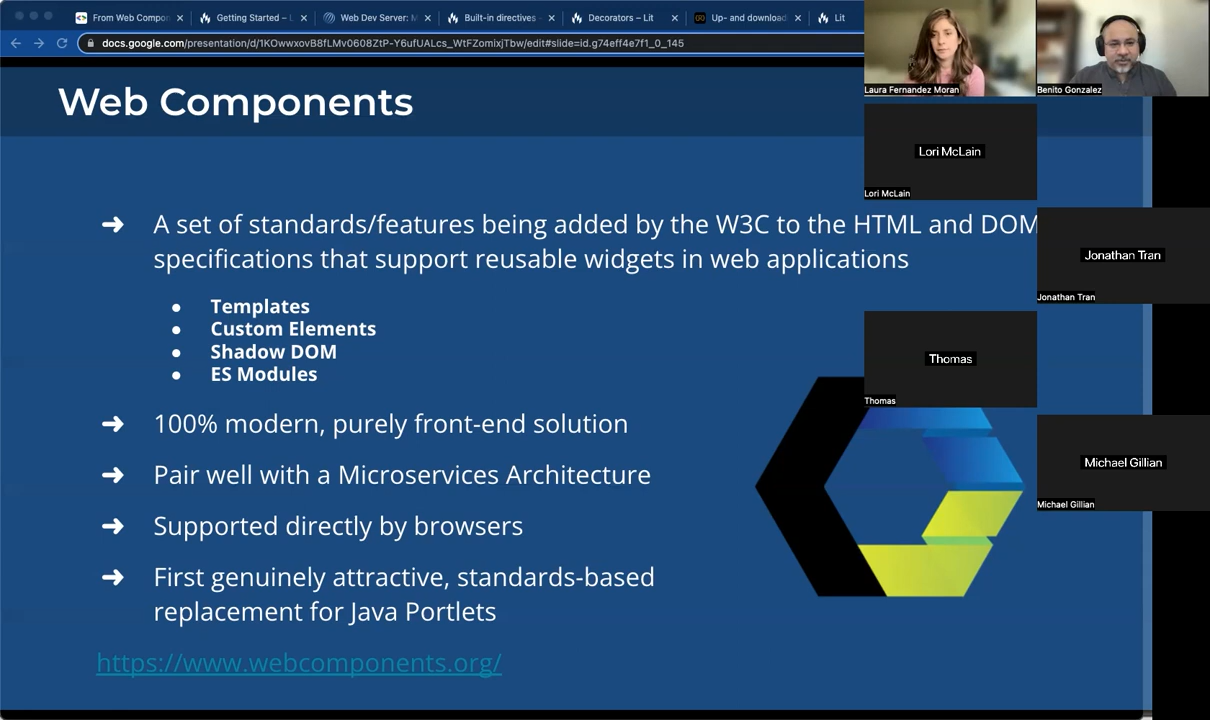 From Web Compon
Getting Started – L
Web Dev Server: M
Built-in directives –
Decorators – Lit
Up- and download
Lit
docs.google.com/presentation/d/1KOwwxovB8fLMv0608ZtP-Y6ufUALcs_WtFZomixjTbw/edit#slide=id.g74eff4e7f1_0_145
Web Components
➜ A set of standards/features being added by the W3C to the HTML and DOM
specifications that support reusable widgets in web applications
● Templates
● Custom Elements
● Shadow DOM
● ES Modules
➜ 100% modern, purely front-end solution
➜ Pair well with a Microservices Architecture
➜ Supported directly by browsers
➜ First genuinely attractive, standards-based
replacement for Java Portlets
https://www.webcomponents.org/
Laura Fernandez Moran
Benito Gonzalez
Lori McLain
Lori McLain
Jonathan Tran
Jonathan Tran
Thomas
Thomas
Michael Gillian
Michael Gillian